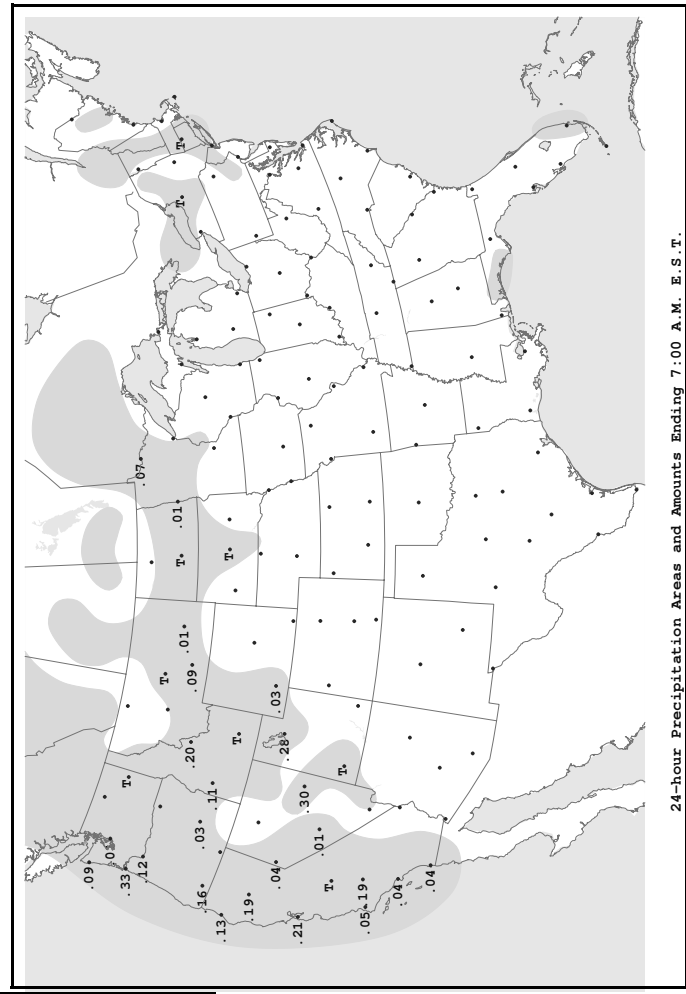 24-hour Precipitation Areas and Amounts Ending 7:00 A.M. E.S.T.
.09
0
.33
.12
T
.20
T
.09
.01
T
.01
.07
T
T
T
.16
.13
.03
.11
T
.03
.28
.19
.04
.21
.01
.30
T
T
.19
.05
.04
.04